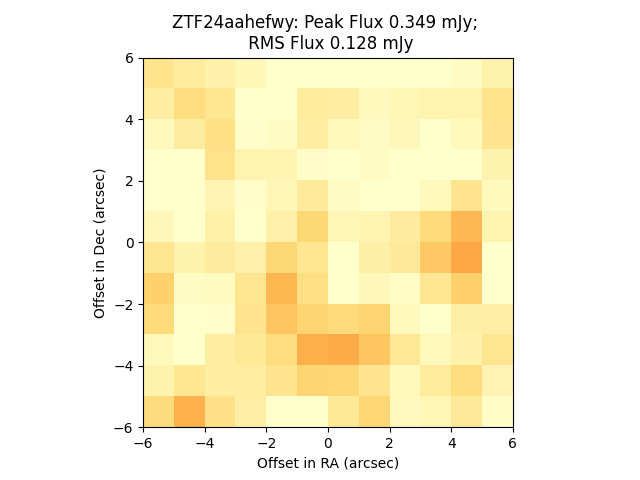 ZTF24aahefwy: Peak Flux 0.349 mJy;
RMS Flux 0.128 mJy
6
4
2
0
−2
−4
−6
Offset in Dec (arcsec)
−6 −4 −2 0 2 4 6
Offset in RA (arcsec)